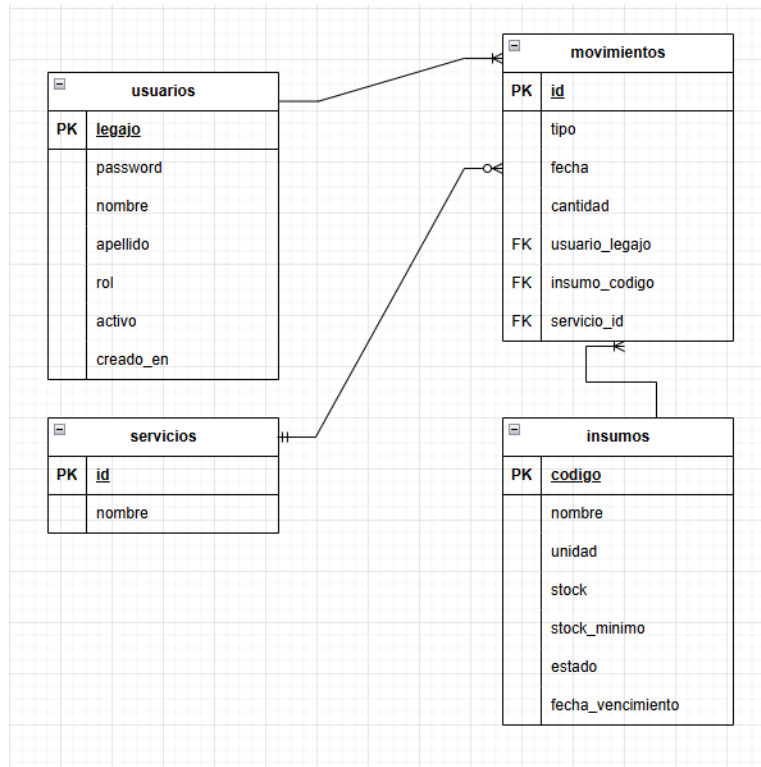 usuarios
PK legajo
password
nombre
apellido
rol
activo
creado_en
movimientos
PK id
tipo
fecha
cantidad
FK usuario_legajo
FK insumo_codigo
FK servicio_id
servicios
PK id
nombre
insumos
PK codigo
nombre
unidad
stock
stock_minimo
estado
fecha_vencimiento